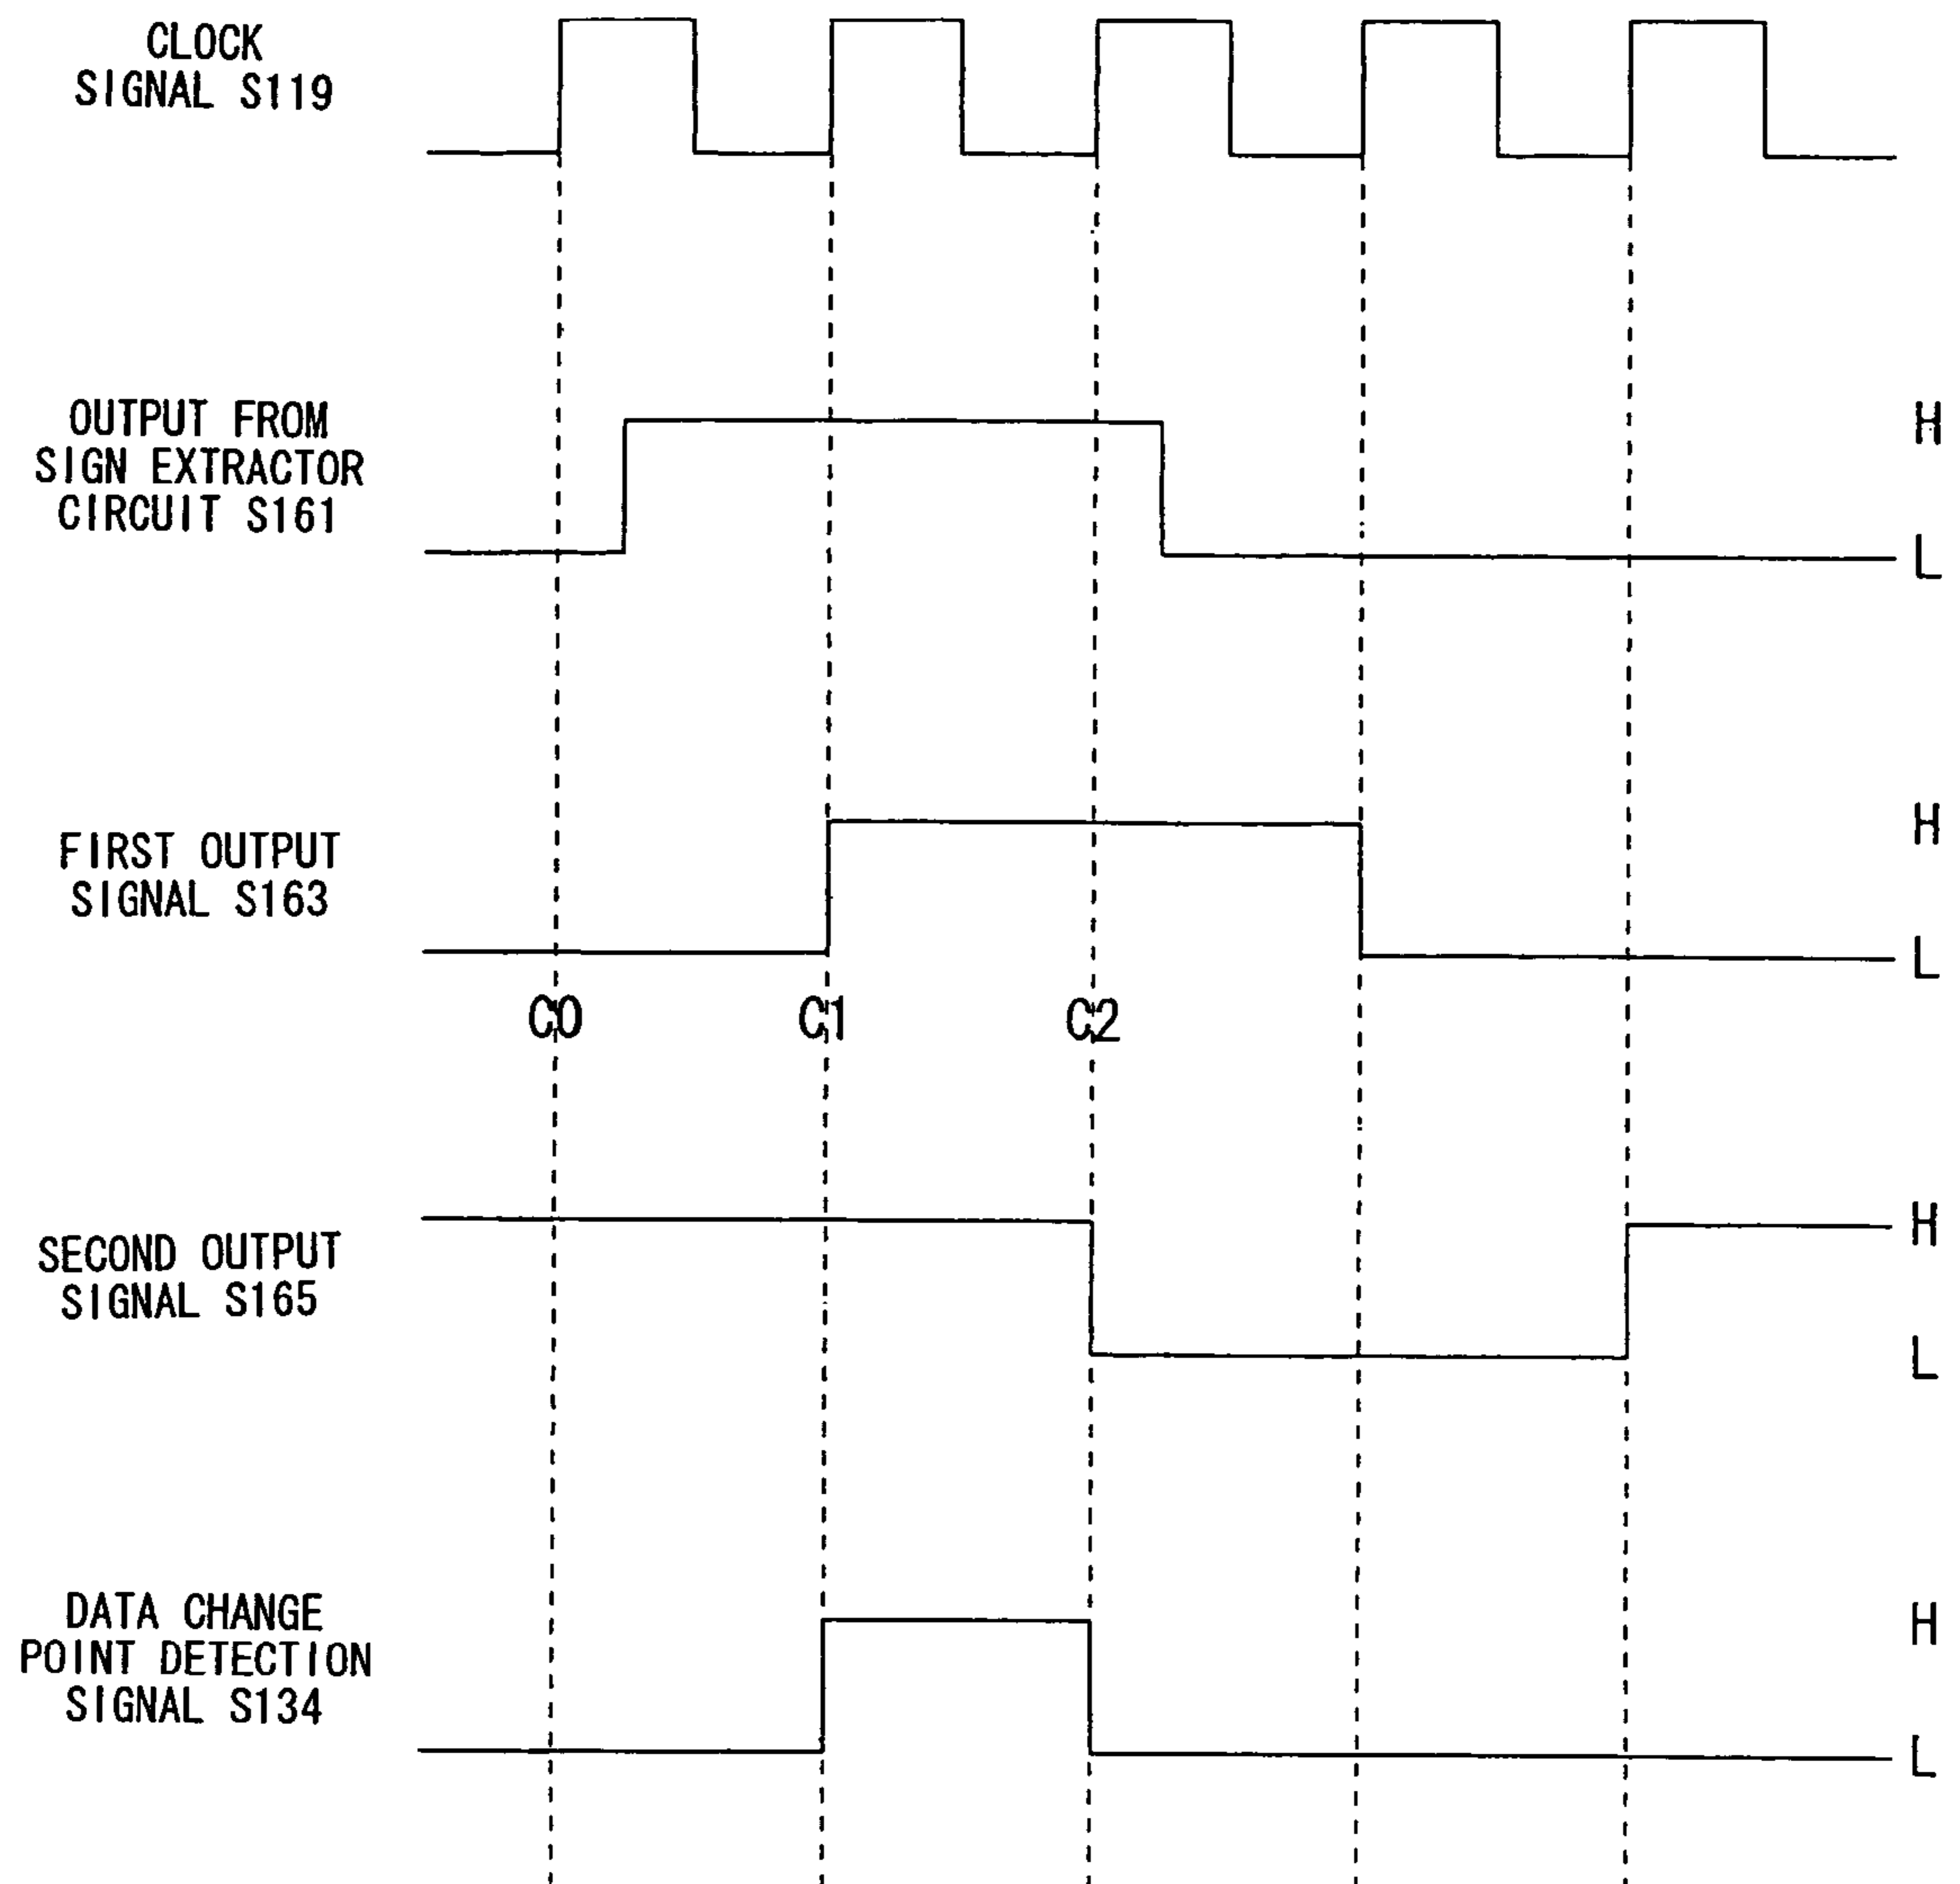 CLOCK
SIGNAL S119
OUTPUT FROM
SIGN EXTRACTOR
CIRCUIT S161
H
L
FIRST OUTPUT
SIGNAL S163
H
L
C0
C1
C2
SECOND OUTPUT
SIGNAL S165
H
L
DATA CHANGE
POINT DETECTION
SIGNAL S134
H
L